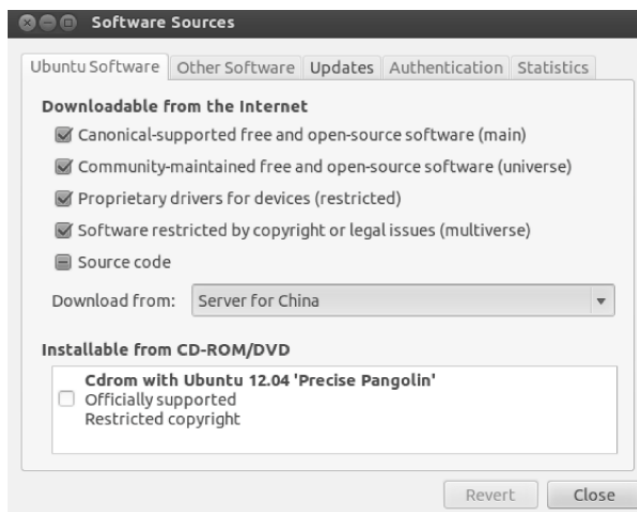 Software Sources
Ubuntu Software Other Software Updates Authentication Statistics
Downloadable from the Internet
Canonical-supported free and open-source software (main)
Community-maintained free and open-source software (universe)
Proprietary drivers for devices (restricted)
Software restricted by copyright or legal issues (multiverse)
Source code
Download from: Server for China
Installable from CD-ROM/DVD
Cdrom with Ubuntu 12.04 'Precise Pangolin'
Officially supported
Restricted copyright
Revert Close